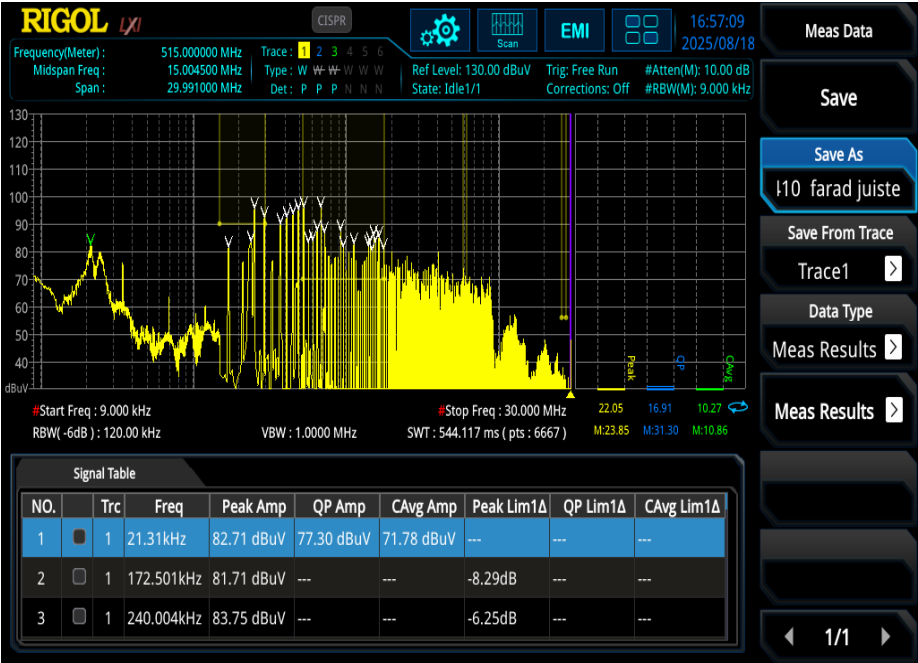 RIGOL LXI
CISPR
Scan
EMI
16:57:09
2025/08/18
Frequency(Meter) : 515.000000 MHz
Midspan Freq : 15.004500 MHz
Span : 29.991000 MHz
Trace : 1 2 3 4 5 6
Type : W W W W W W
Det : P P P N N N
Ref Level: 130.00 dBuV
State: Idle1/1
Trig: Free Run
Corrections: Off
#Atten(M): 10.00 dB
#RBW(M): 9.000 kHz
130
120
110
100
90
80
70
60
50
40
dBuV
Peak
QP
CAvg
#Start Freq : 9.000 kHz
#Stop Freq : 30.000 MHz
RBW( -6dB ) : 120.00 kHz
VBW : 1.0000 MHz
SWT : 544.117 ms ( pts : 6667 )
22.05 16.91 10.27
M:23.85 M:31.30 M:10.86
Signal Table
NO. Trc Freq Peak Amp QP Amp CAvg Amp Peak Lim1Δ QP Lim1Δ CAvg Lim1Δ
1 1 21.31kHz 82.71 dBuV 77.30 dBuV 71.78 dBuV --- --- ---
2 1 172.501kHz 81.71 dBuV --- --- -8.29dB --- ---
3 1 240.004kHz 83.75 dBuV --- --- -6.25dB --- ---
Meas Data
Save
Save As
10 farad juiste
Save From Trace
Trace1
Data Type
Meas Results
Meas Results
1/1